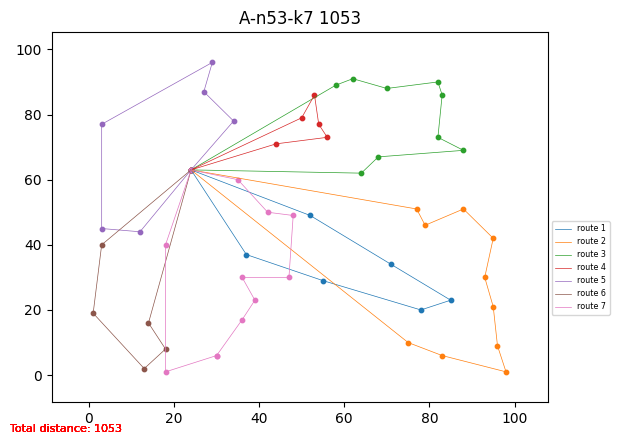 A-n53-k7 1053
100
80
60
40
20
0
0 20 40 60 80 100
route 1
route 2
route 3
route 4
route 5
route 6
route 7
Total distance: 1053